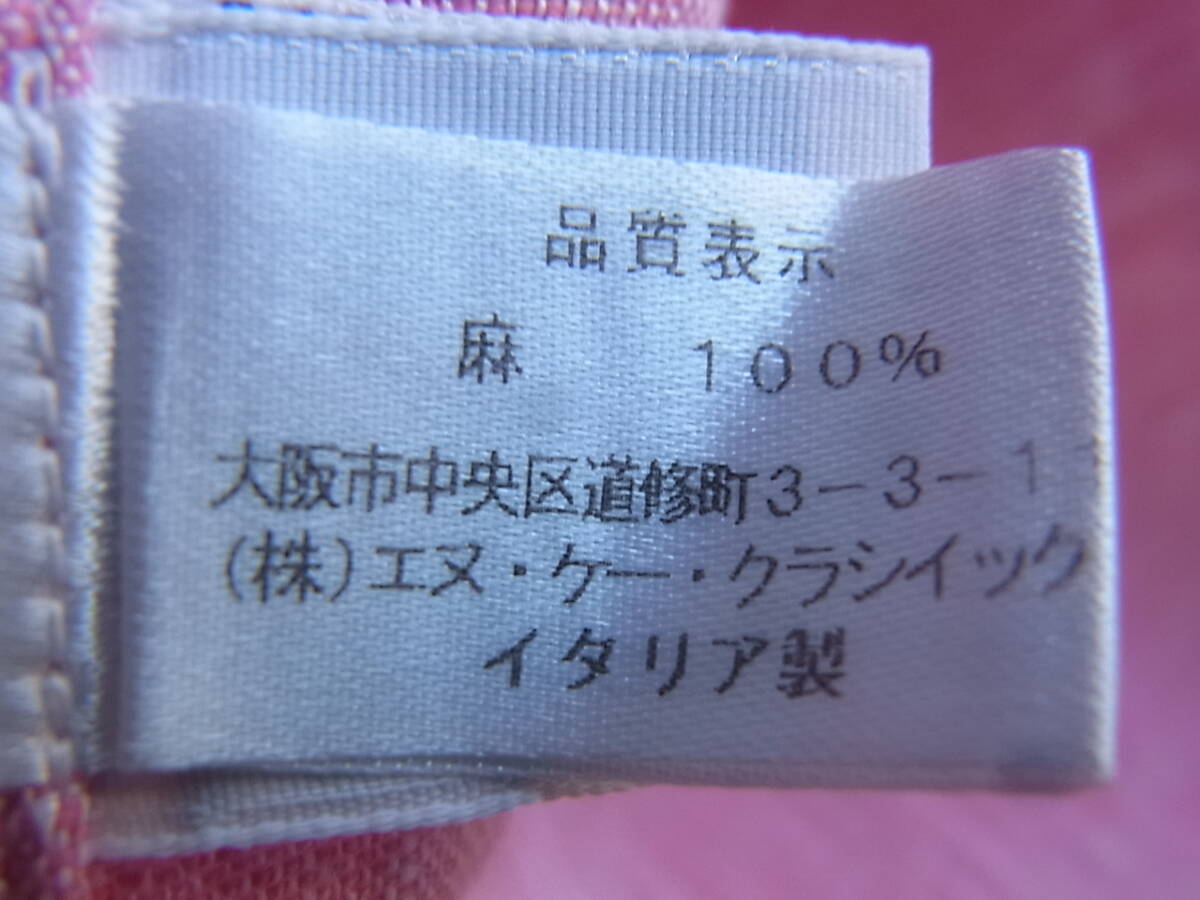 品質表示
麻 100%
大阪市中央区道修町3-3-1
(株)エヌ・ケー・クラシイック
イタリア製